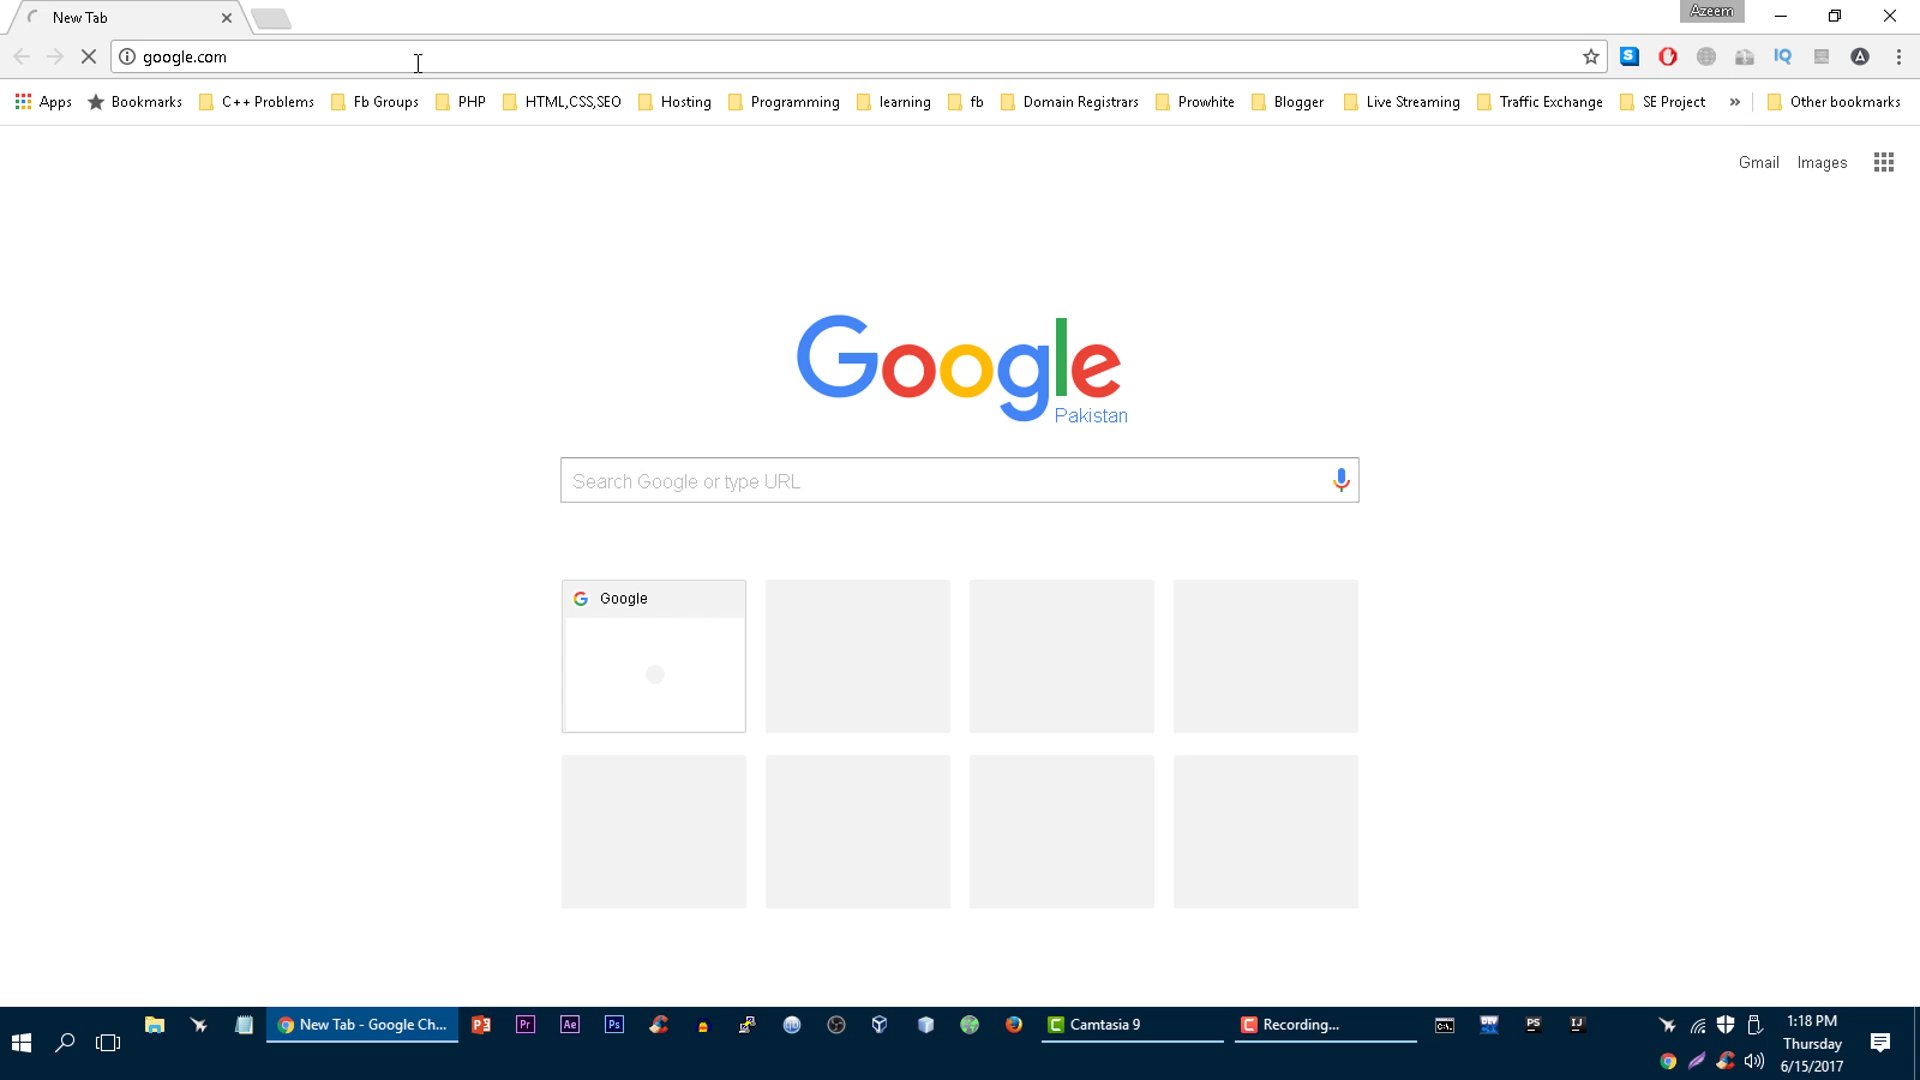 New Tab
Azeem
google.com
Apps Bookmarks C++ Problems Fb Groups PHP HTML,CSS,SEO Hosting Programming learning fb Domain Registrars Prowhite Blogger Live Streaming Traffic Exchange SE Project » Other bookmarks
Gmail Images
Google
Pakistan
Search Google or type URL
Google
New Tab - Google Ch... Camtasia 9 Recording...
1:18 PM
Thursday
6/15/2017